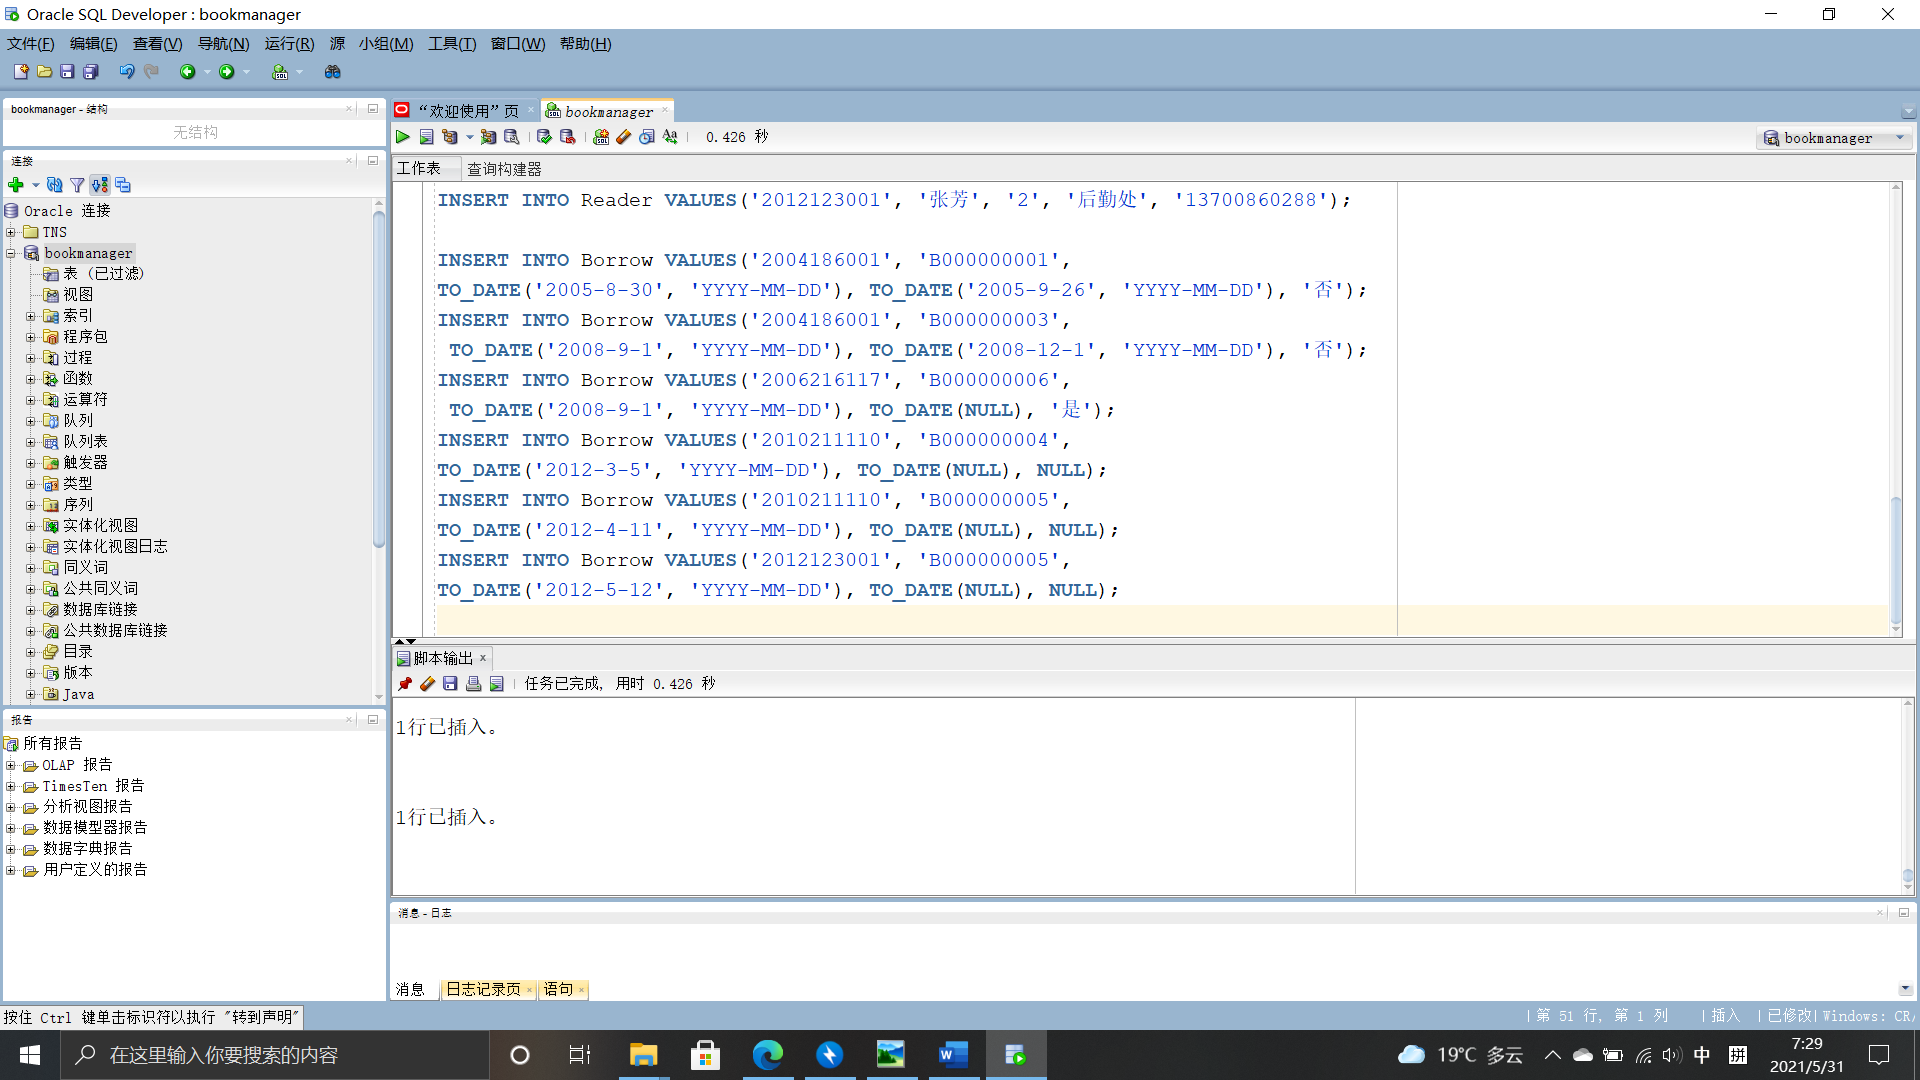 Oracle SQL Developer : bookmanager
文件(F) 编辑(E) 查看(V) 导航(N) 运行(R) 源 小组(M) 工具(T) 窗口(W) 帮助(H)
bookmanager - 结构
无结构
连接
Oracle 连接
TNS
bookmanager
表 (已过滤)
视图
索引
程序包
过程
函数
运算符
队列
队列表
触发器
类型
序列
实体化视图
实体化视图日志
同义词
公共同义词
数据库链接
公共数据库链接
目录
版本
Java
报告
所有报告
OLAP 报告
TimesTen 报告
分析视图报告
数据模型器报告
数据字典报告
用户定义的报告
“欢迎使用”页
bookmanager
0.426 秒
bookmanager
工作表 查询构建器
INSERT INTO Reader VALUES('2012123001', '张芳', '2', '后勤处', '13700860288');
INSERT INTO Borrow VALUES('2004186001', 'B000000001',
TO_DATE('2005-8-30', 'YYYY-MM-DD'), TO_DATE('2005-9-26', 'YYYY-MM-DD'), '否');
INSERT INTO Borrow VALUES('2004186001', 'B000000003',
TO_DATE('2008-9-1', 'YYYY-MM-DD'), TO_DATE('2008-12-1', 'YYYY-MM-DD'), '否');
INSERT INTO Borrow VALUES('2006216117', 'B000000006',
TO_DATE('2008-9-1', 'YYYY-MM-DD'), TO_DATE(NULL), '是');
INSERT INTO Borrow VALUES('2010211110', 'B000000004',
TO_DATE('2012-3-5', 'YYYY-MM-DD'), TO_DATE(NULL), NULL);
INSERT INTO Borrow VALUES('2010211110', 'B000000005',
TO_DATE('2012-4-11', 'YYYY-MM-DD'), TO_DATE(NULL), NULL);
INSERT INTO Borrow VALUES('2012123001', 'B000000005',
TO_DATE('2012-5-12', 'YYYY-MM-DD'), TO_DATE(NULL), NULL);
脚本输出
任务已完成, 用时 0.426 秒
1行已插入。
1行已插入。
消息 - 日志
消息 日志记录页 语句
按住 Ctrl 键单击标识符以执行 "转到声明"
第 51 行, 第 1 列 插入 已修改 Windows: CR/
在这里输入你要搜索的内容
19°C 多云
中
拼
7:29
2021/5/31